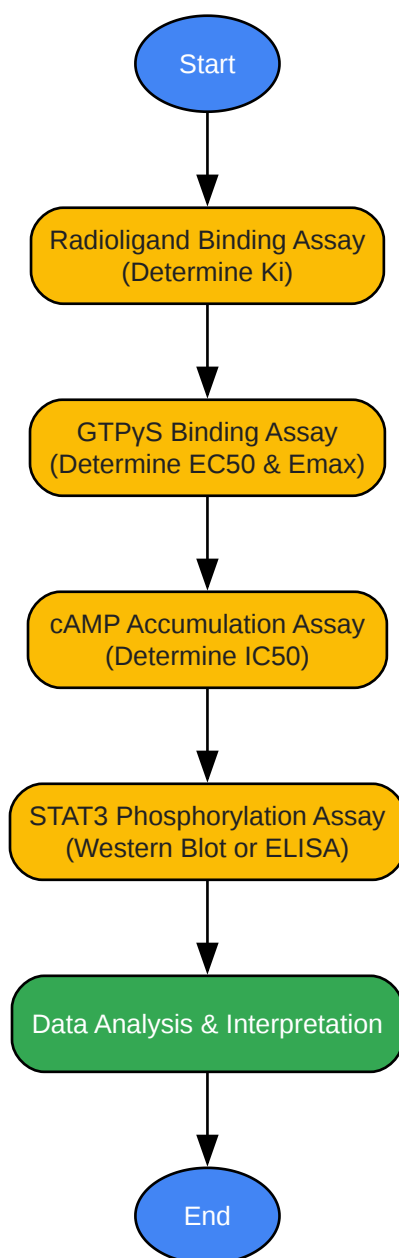 Start
Radioligand Binding Assay
(Determine Ki)
GTPγS Binding Assay
(Determine EC50 & Emax)
cAMP Accumulation Assay
(Determine IC50)
STAT3 Phosphorylation Assay
(Western Blot or ELISA)
Data Analysis & Interpretation
End